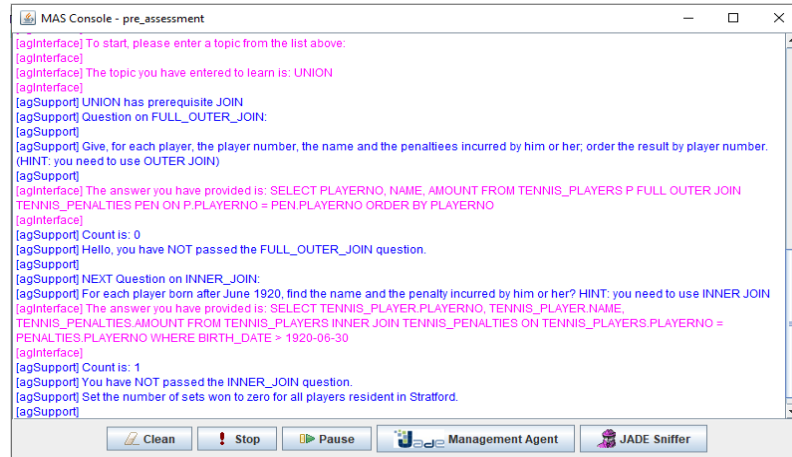 MAS Console - pre_assessment
[agInterface] To start, please enter a topic from the list above:
[agInterface]
[agInterface] The topic you have entered to learn is: UNION
[agInterface]
[agSupport] UNION has prerequisite JOIN
[agSupport] Question on FULL_OUTER_JOIN:
[agSupport]
[agSupport] Give, for each player, the player number, the name and the penaltiees incurred by him or her; order the result by player number.
(HINT: you need to use OUTER JOIN)
[agSupport]
[agInterface] The answer you have provided is: SELECT PLAYERNO, NAME, AMOUNT FROM TENNIS_PLAYERS P FULL OUTER JOIN
TENNIS_PENALTIES PEN ON P.PLAYERNO = PEN.PLAYERNO ORDER BY PLAYERNO
[agInterface]
[agSupport] Count is: 0
[agSupport] Hello, you have NOT passed the FULL_OUTER_JOIN question.
[agSupport]
[agSupport] NEXT Question on INNER_JOIN:
[agSupport] For each player born after June 1920, find the name and the penalty incurred by him or her? HINT: you need to use INNER JOIN
[agInterface] The answer you have provided is: SELECT TENNIS_PLAYER.PLAYERNO, TENNIS_PLAYER.NAME,
TENNIS_PENALTIES.AMOUNT FROM TENNIS_PLAYERS INNER JOIN TENNIS_PENALTIES ON TENNIS_PLAYERS.PLAYERNO =
PENALTIES.PLAYERNO WHERE BIRTH_DATE > 1920-06-30
[agInterface]
[agSupport] Count is: 1
[agSupport] You have NOT passed the INNER_JOIN question.
[agSupport] Set the number of sets won to zero for all players resident in Stratford.
[agSupport]
Clean Stop Pause Jade Management Agent JADE Sniffer